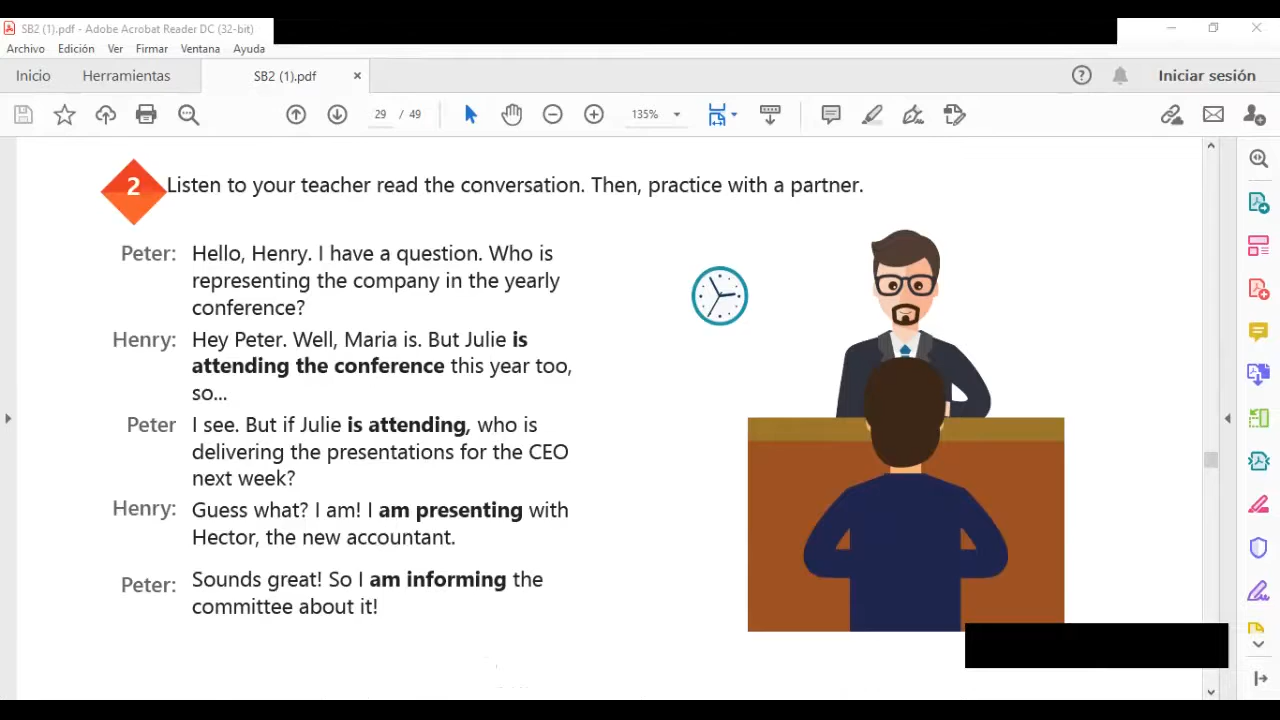 SB2 (1).pdf - Adobe Acrobat Reader DC (32-bit)
Archivo Edición Ver Firmar Ventana Ayuda
Inicio Herramientas SB2 (1).pdf × Iniciar sesión
29 / 49 135%
2 Listen to your teacher read the conversation. Then, practice with a partner.
Peter: Hello, Henry. I have a question. Who is
representing the company in the yearly
conference?
Henry: Hey Peter. Well, Maria is. But Julie is
attending the conference this year too,
so...
Peter I see. But if Julie is attending, who is
delivering the presentations for the CEO
next week?
Henry: Guess what? I am! I am presenting with
Hector, the new accountant.
Peter: Sounds great! So I am informing the
committee about it!